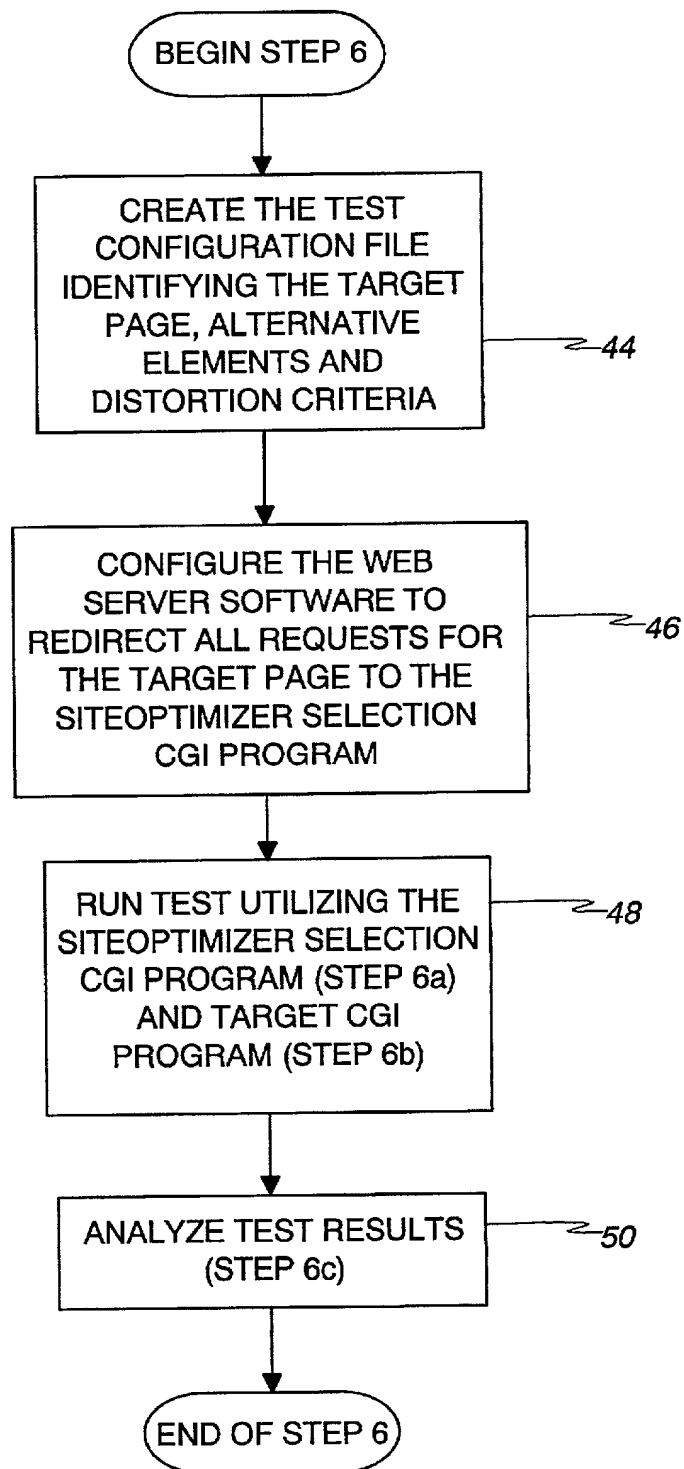 BEGIN STEP 6
CREATE THE TEST
CONFIGURATION FILE
IDENTIFYING THE TARGET
PAGE, ALTERNATIVE
ELEMENTS AND
DISTORTION CRITERIA
44
CONFIGURE THE WEB
SERVER SOFTWARE TO
REDIRECT ALL REQUESTS FOR
THE TARGET PAGE TO THE
SITEOPTIMIZER SELECTION
CGI PROGRAM
46
RUN TEST UTILIZING THE
SITEOPTIMIZER SELECTION
CGI PROGRAM (STEP 6a)
AND TARGET CGI
PROGRAM (STEP 6b)
48
ANALYZE TEST RESULTS
(STEP 6c)
50
END OF STEP 6